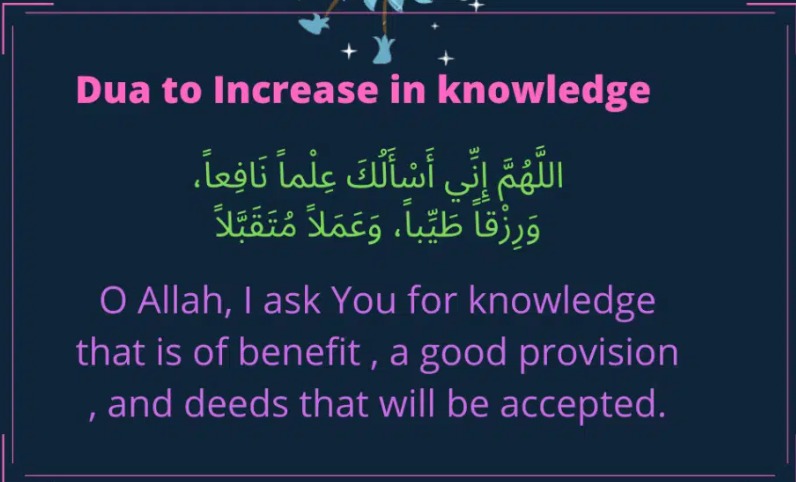 Dua to Increase in knowledge
اللَّهُمَّ إِنِّي أَسْأَلُكَ عِلْماً نَافِعاً،
وَرِزْقاً طَيِّباً، وَعَمَلاً مُتَقَبَّلاً
O Allah, I ask You for knowledge
that is of benefit , a good provision
, and deeds that will be accepted.